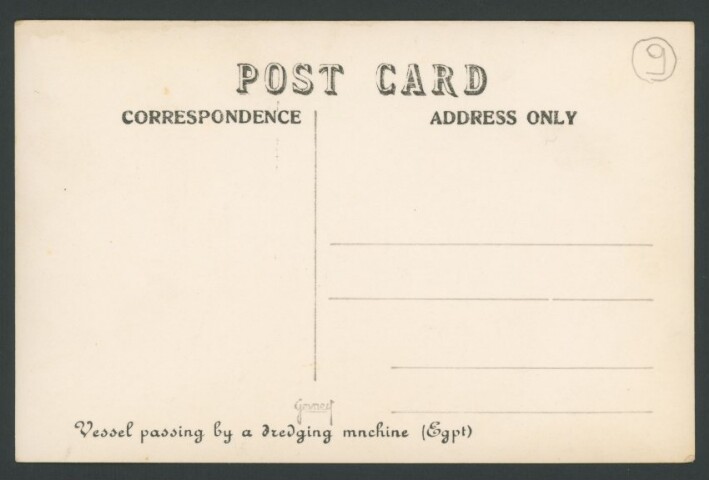 9
POST CARD
CORRESPONDENCE
ADDRESS ONLY
Vessel passing by a dredging mnchine (Egpt)